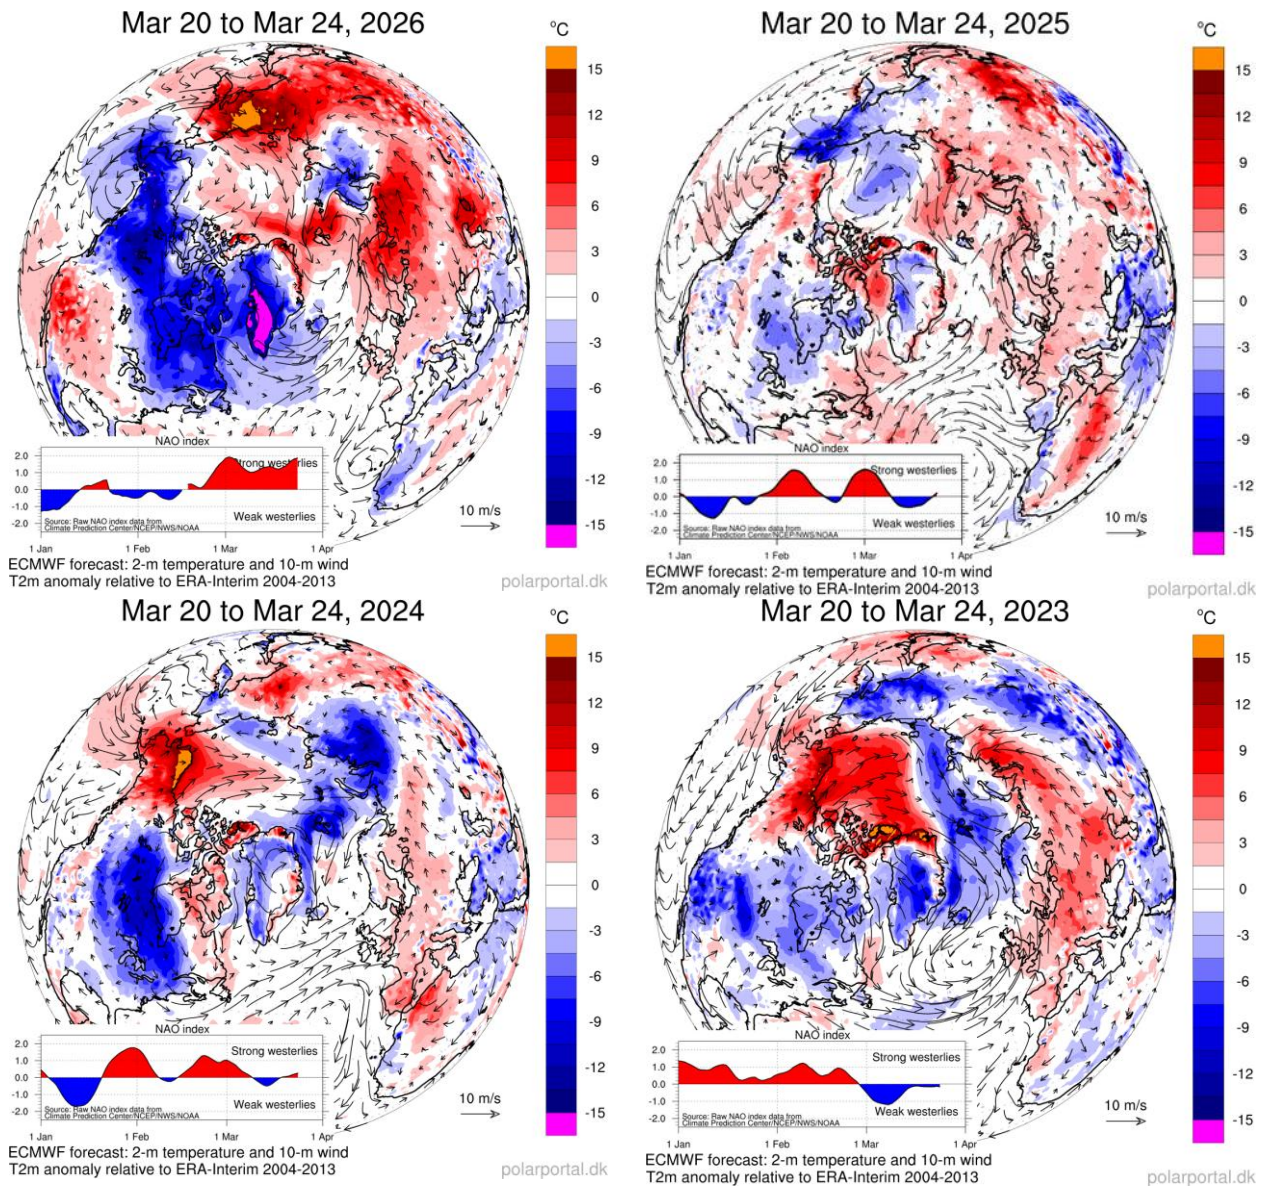 Mar 20 to Mar 24, 2026
°C
15
12
9
6
3
0
-3
-6
-9
-12
-15
NAO index
2.0
1.0
0.0
-1.0
-2.0
Strong westerlies
Weak westerlies
Source: Raw NAO index data from
Climate Prediction Center/NCEP/NWS/NOAA
1 Jan 1 Feb 1 Mar 1 Apr
10 m/s
ECMWF forecast: 2-m temperature and 10-m wind
T2m anomaly relative to ERA-Interim 2004-2013
polarportal.dk
Mar 20 to Mar 24, 2025
°C
15
12
9
6
3
0
-3
-6
-9
-12
-15
NAO index
2.0
1.0
0.0
-1.0
-2.0
Strong westerlies
Weak westerlies
Source: Raw NAO index data from
Climate Prediction Center/NCEP/NWS/NOAA
1 Jan 1 Feb 1 Mar 1 Apr
10 m/s
ECMWF forecast: 2-m temperature and 10-m wind
T2m anomaly relative to ERA-Interim 2004-2013
polarportal.dk
Mar 20 to Mar 24, 2024
°C
15
12
9
6
3
0
-3
-6
-9
-12
-15
NAO index
2.0
1.0
0.0
-1.0
-2.0
Strong westerlies
Weak westerlies
Source: Raw NAO index data from
Climate Prediction Center/NCEP/NWS/NOAA
1 Jan 1 Feb 1 Mar 1 Apr
10 m/s
ECMWF forecast: 2-m temperature and 10-m wind
T2m anomaly relative to ERA-Interim 2004-2013
polarportal.dk
Mar 20 to Mar 24, 2023
°C
15
12
9
6
3
0
-3
-6
-9
-12
-15
NAO index
2.0
1.0
0.0
-1.0
-2.0
Strong westerlies
Weak westerlies
Source: Raw NAO index data from
Climate Prediction Center/NCEP/NWS/NOAA
1 Jan 1 Feb 1 Mar 1 Apr
10 m/s
ECMWF forecast: 2-m temperature and 10-m wind
T2m anomaly relative to ERA-Interim 2004-2013
polarportal.dk